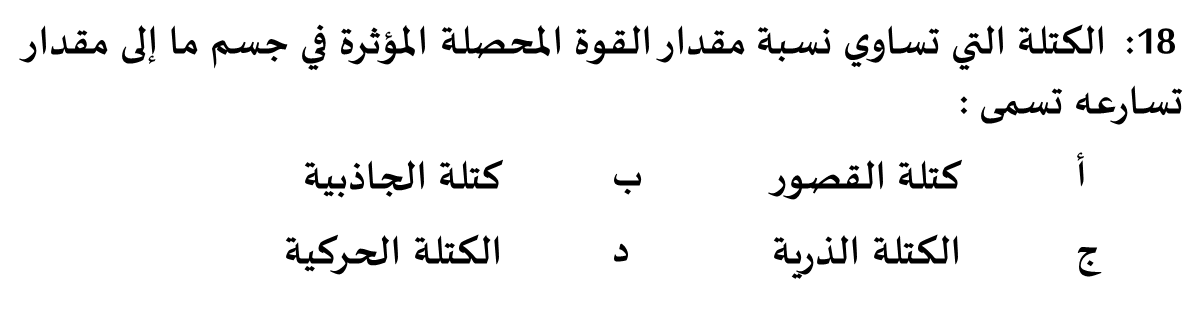 18: الكتلة التي تساوي نسبة مقدار القوة المحصلة المؤثرة في جسم ما إلى مقدار
تسارعه تسمى :
أ كتلة القصور ب كتلة الجاذبية
ج الكتلة الذرية د الكتلة الحركية